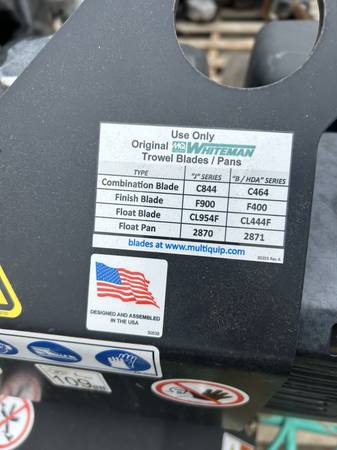 Use Only
Original MQ WHITEMAN
Trowel Blades / Pans
TYPE "J" SERIES "B / HDA" SERIES
Combination Blade C844 C464
Finish Blade F900 F400
Float Blade CL954F CL444F
Float Pan 2870 2871
blades at www.multiquip.com
DESIGNED AND ASSEMBLED
IN THE USA
109